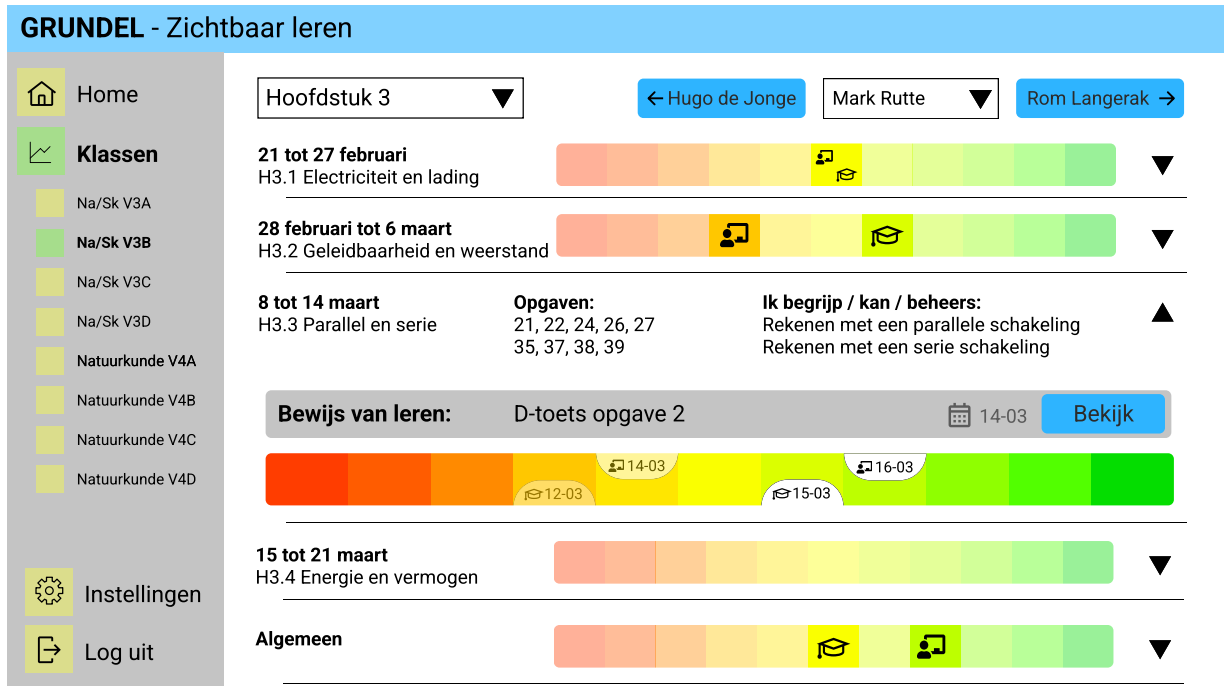 GRUNDEL - Zichtbaar leren
Home
Klassen
Na/Sk V3A
Na/Sk V3B
Na/Sk V3C
Na/Sk V3D
Natuurkunde V4A
Natuurkunde V4B
Natuurkunde V4C
Natuurkunde V4D
Instellingen
Log uit
Hoofdstuk 3
← Hugo de Jonge
Mark Rutte
Rom Langerak →
21 tot 27 februari
H3.1 Electriciteit en lading
28 februari tot 6 maart
H3.2 Geleidbaarheid en weerstand
8 tot 14 maart
H3.3 Parallel en serie
Opgaven:
21, 22, 24, 26, 27
35, 37, 38, 39
Ik begrijp / kan / beheers:
Rekenen met een parallele schakeling
Rekenen met een serie schakeling
Bewijs van leren:
D-toets opgave 2
14-03
Bekijk
12-03
14-03
15-03
16-03
15 tot 21 maart
H3.4 Energie en vermogen
Algemeen